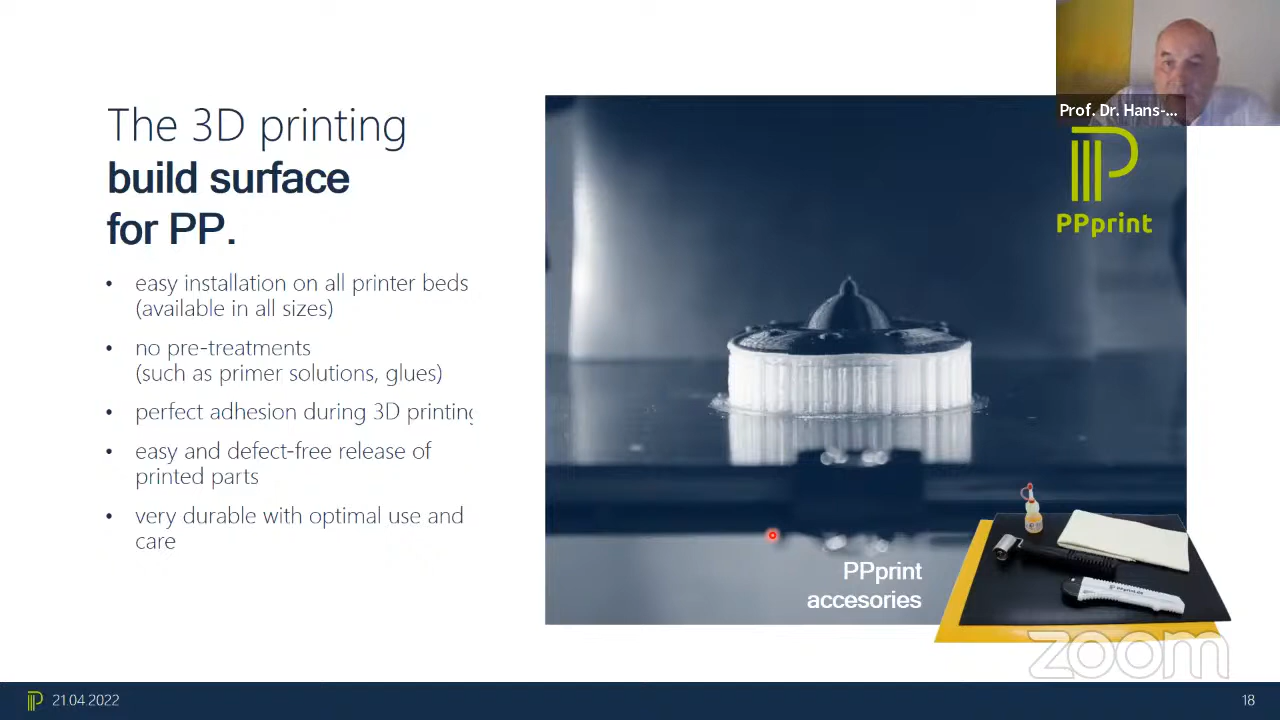 Prof. Dr. Hans-...
PPprint
The 3D printing
build surface
for PP.
• easy installation on all printer beds
(available in all sizes)
• no pre-treatments
(such as primer solutions, glues)
• perfect adhesion during 3D printing
• easy and defect-free release of
printed parts
• very durable with optimal use and
care
PPprint
accesories
zoom
21.04.2022
18